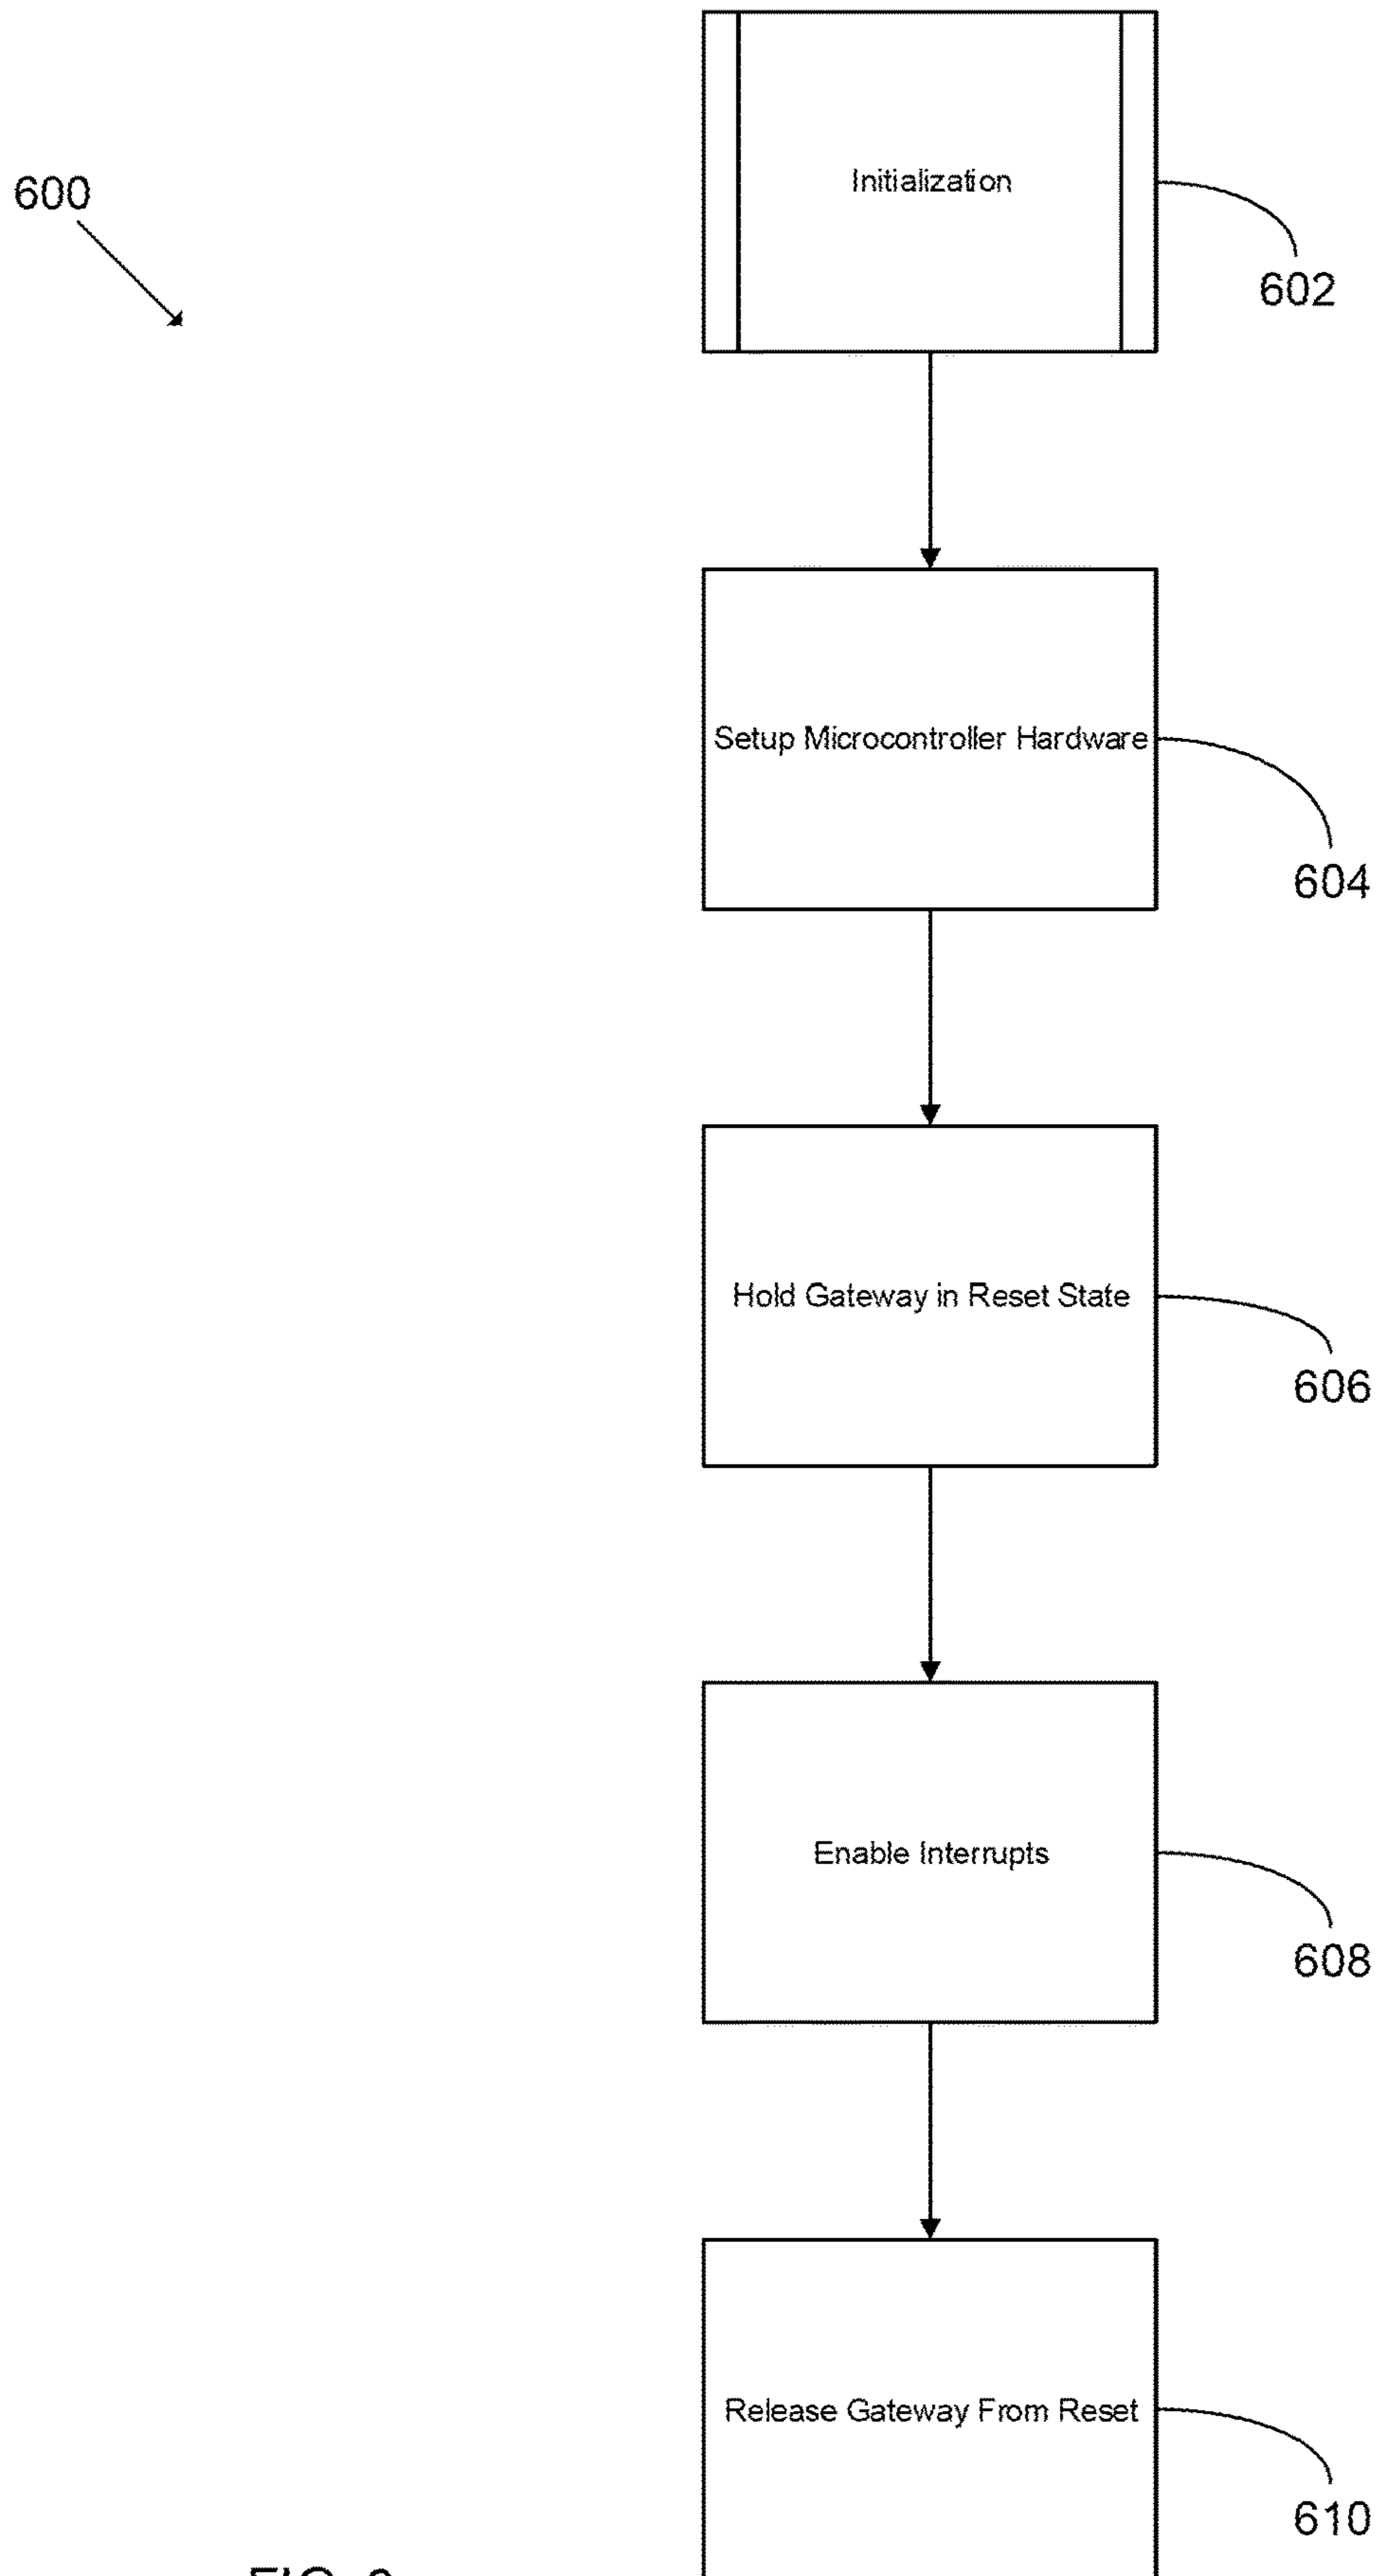 600
Initialization
602
Setup Microcontroller Hardware
604
Hold Gateway in Reset State
606
Enable Interrupts
608
Release Gateway From Reset
610